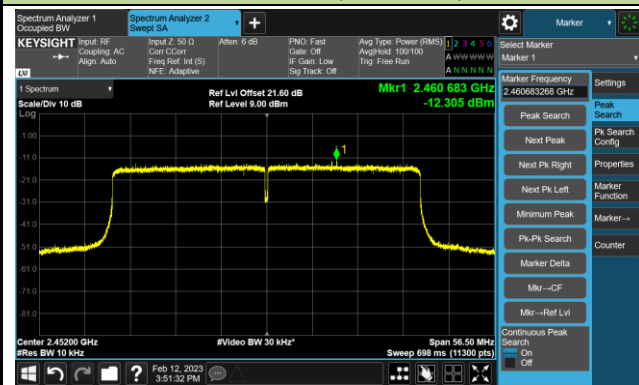 Spectrum Analyzer 1
Occupied BW
Spectrum Analyzer 2
Swept SA
+
Marker
KEYSIGHT
Input: RF
Coupling: AC
Align: Auto
Input Z: 50 Ω
Corr CCorr
Freq Ref: Int (S)
NFE: Adaptive
Atten: 6 dB
PNO: Fast
Gate: Off
IF Gain: Low
Sig Track: Off
Avg Type: Power (RMS)
Avg|Hold: 100/100
Trig: Free Run
1 2 3 4 5 6
A W W W W W
A N N N N N
LXI
Select Marker
Marker 1
1 Spectrum
Scale/Div 10 dB
Log
Ref Lvl Offset 21.60 dB
Ref Level 9.00 dBm
Mkr1 2.460 683 GHz
-12.305 dBm
Marker Frequency
2.460683268 GHz
Peak Search
Next Peak
Next Pk Right
Next Pk Left
Minimum Peak
Pk-Pk Search
Marker Delta
Mkr→CF
Mkr→Ref Lvl
Continuous Peak
Search
On
Off
Settings
Peak
Search
Pk Search
Config
Properties
Marker
Function
Marker→
Counter
-1.00
-11.0
-21.0
-31.0
-41.0
-51.0
-61.0
-71.0
-81.0
1
Center 2.45200 GHz
#Res BW 10 kHz
#Video BW 30 kHz*
Span 56.50 MHz
Sweep 698 ms (11300 pts)
?
Feb 12, 2023
3:51:32 PM